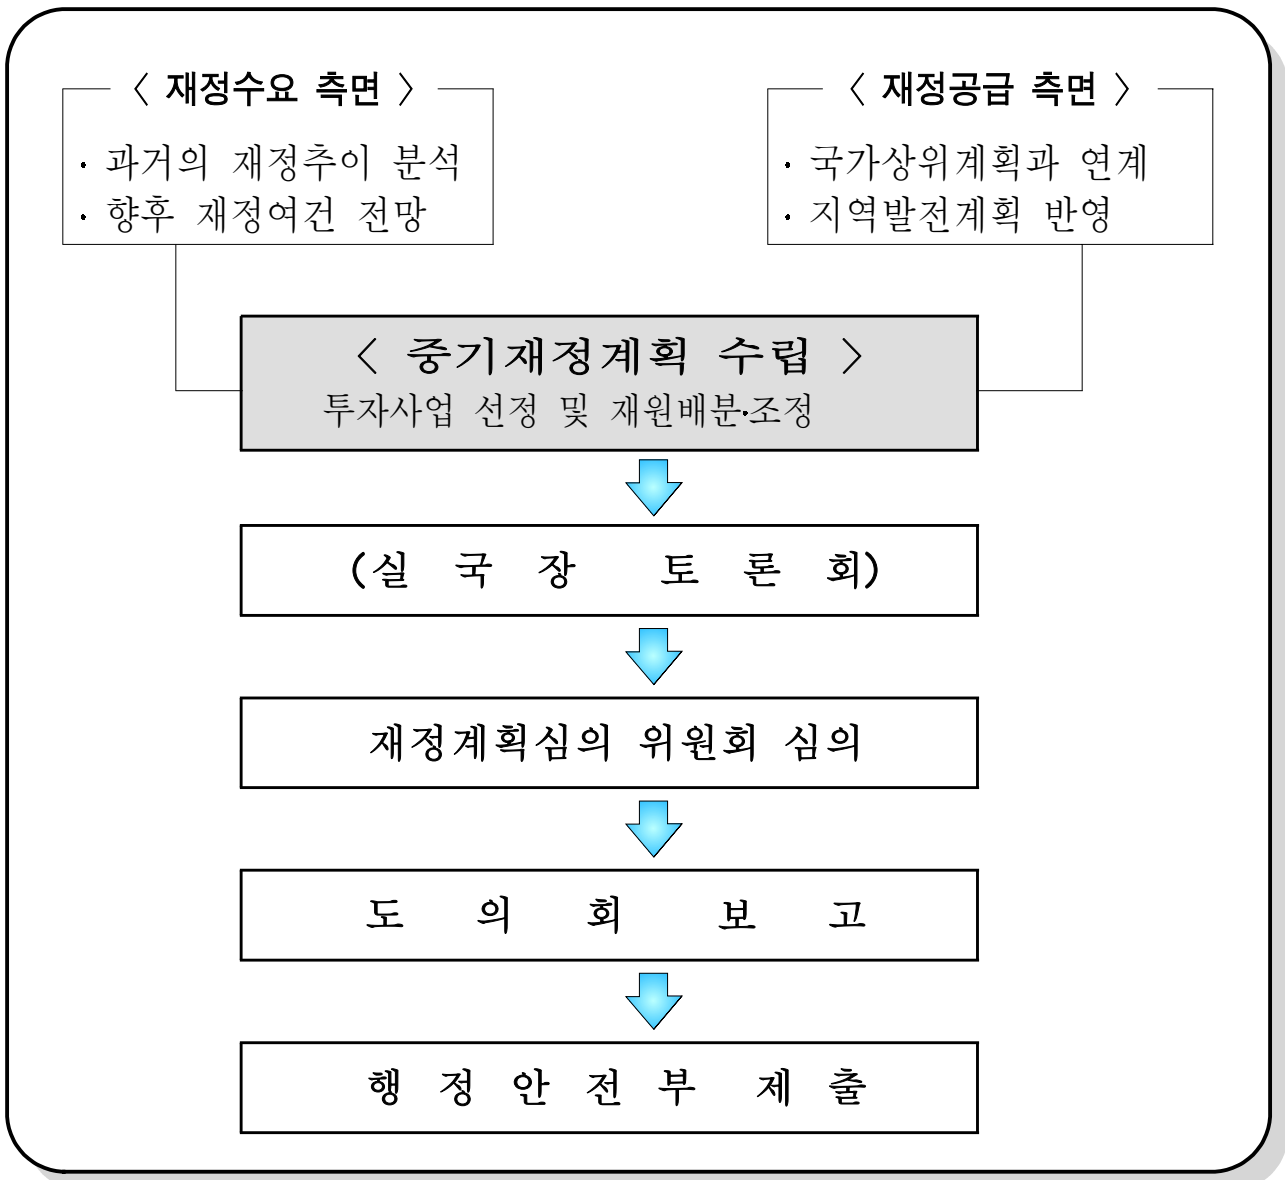 〈 재정수요 측면 〉
· 과거의 재정추이 분석
· 향후 재정여건 전망
〈 재정공급 측면 〉
· 국가상위계획과 연계
· 지역발전계획 반영
〈 중기재정계획 수립 〉
투자사업 선정 및 재원배분·조정
(실 국 장 토 론 회)
재정계획심의 위원회 심의
도 의 회 보 고
행 정 안 전 부 제 출